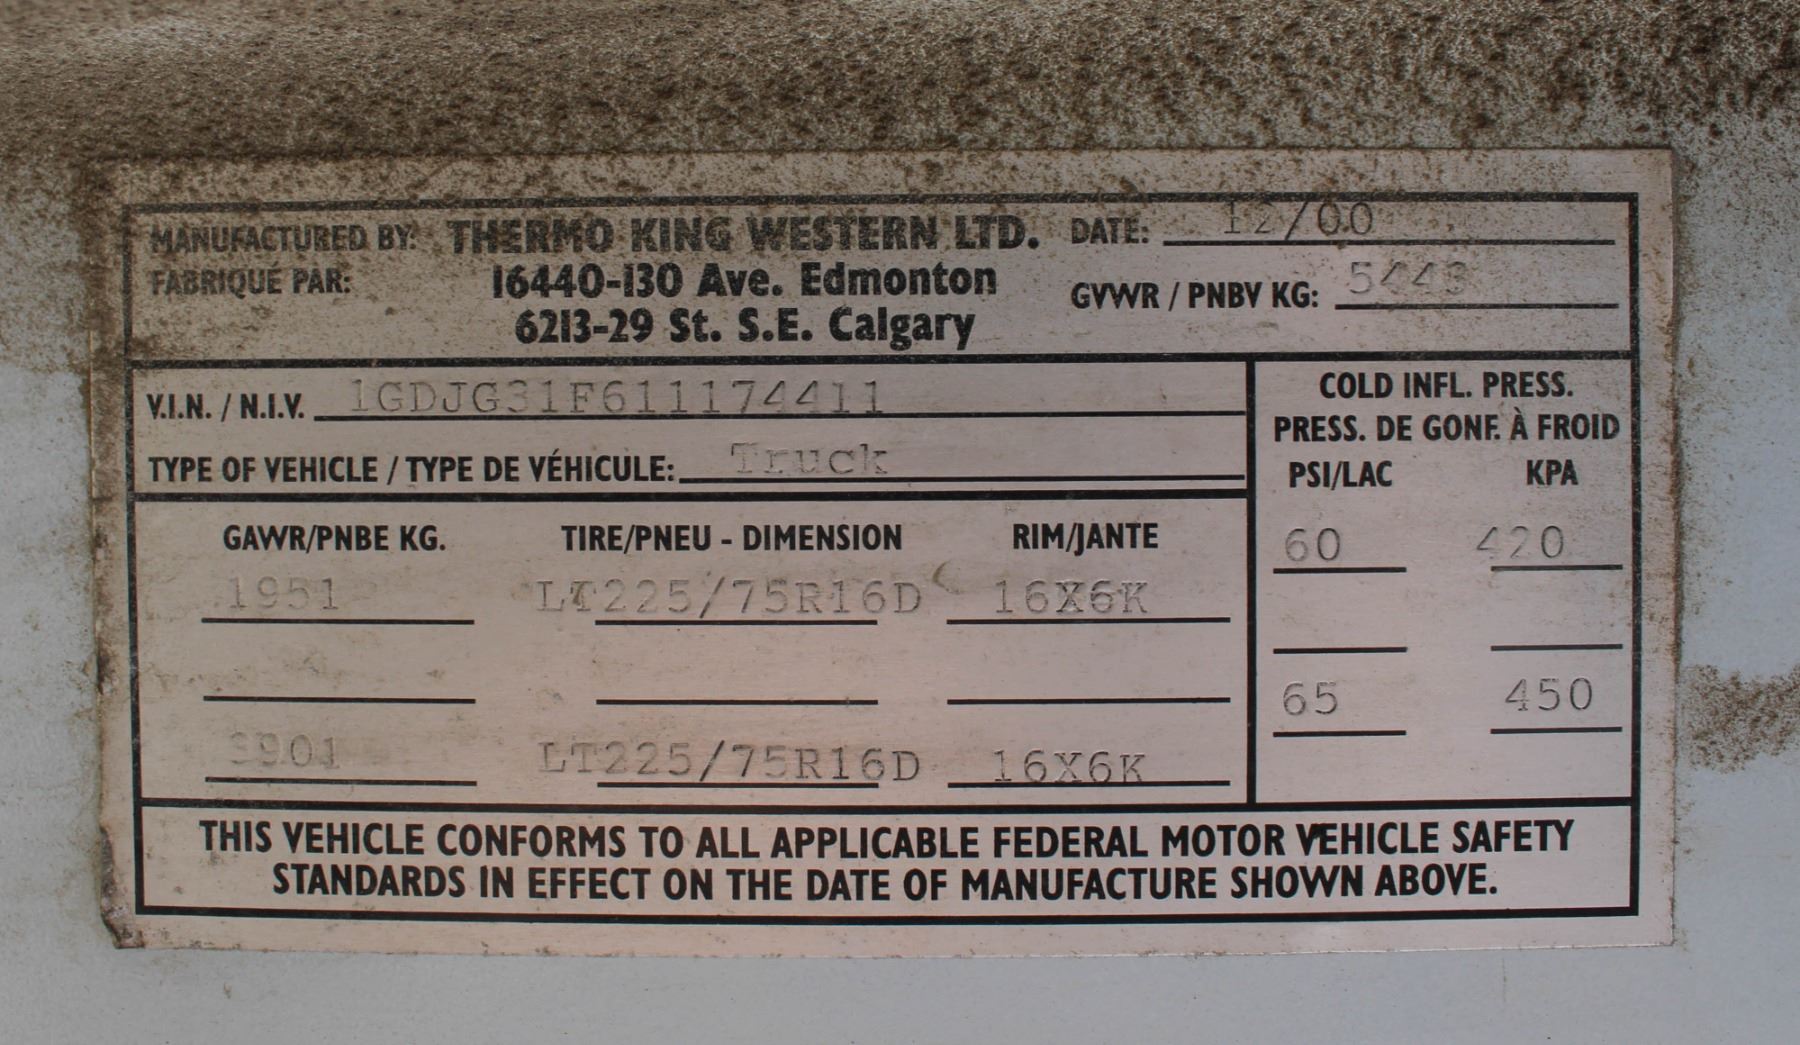 MANUFACTURED BY: THERMO KING WESTERN LTD. DATE: 12/00
FABRIQUÉ PAR: 16440-130 Ave. Edmonton
GVWR / PNBV KG: 5443
6213-29 St. S.E. Calgary
V.I.N. / N.I.V. 1GDJG31F611174411
TYPE OF VEHICLE / TYPE DE VÉHICULE: Truck
COLD INFL. PRESS.
PRESS. DE GONF. À FROID
PSI/LAC KPA
GAWR/PNBE KG. TIRE/PNEU - DIMENSION RIM/JANTE
1951 LT225/75R16D 16X6K 60 420
3901 LT225/75R16D 16X6K 65 450
THIS VEHICLE CONFORMS TO ALL APPLICABLE FEDERAL MOTOR VEHICLE SAFETY
STANDARDS IN EFFECT ON THE DATE OF MANUFACTURE SHOWN ABOVE.